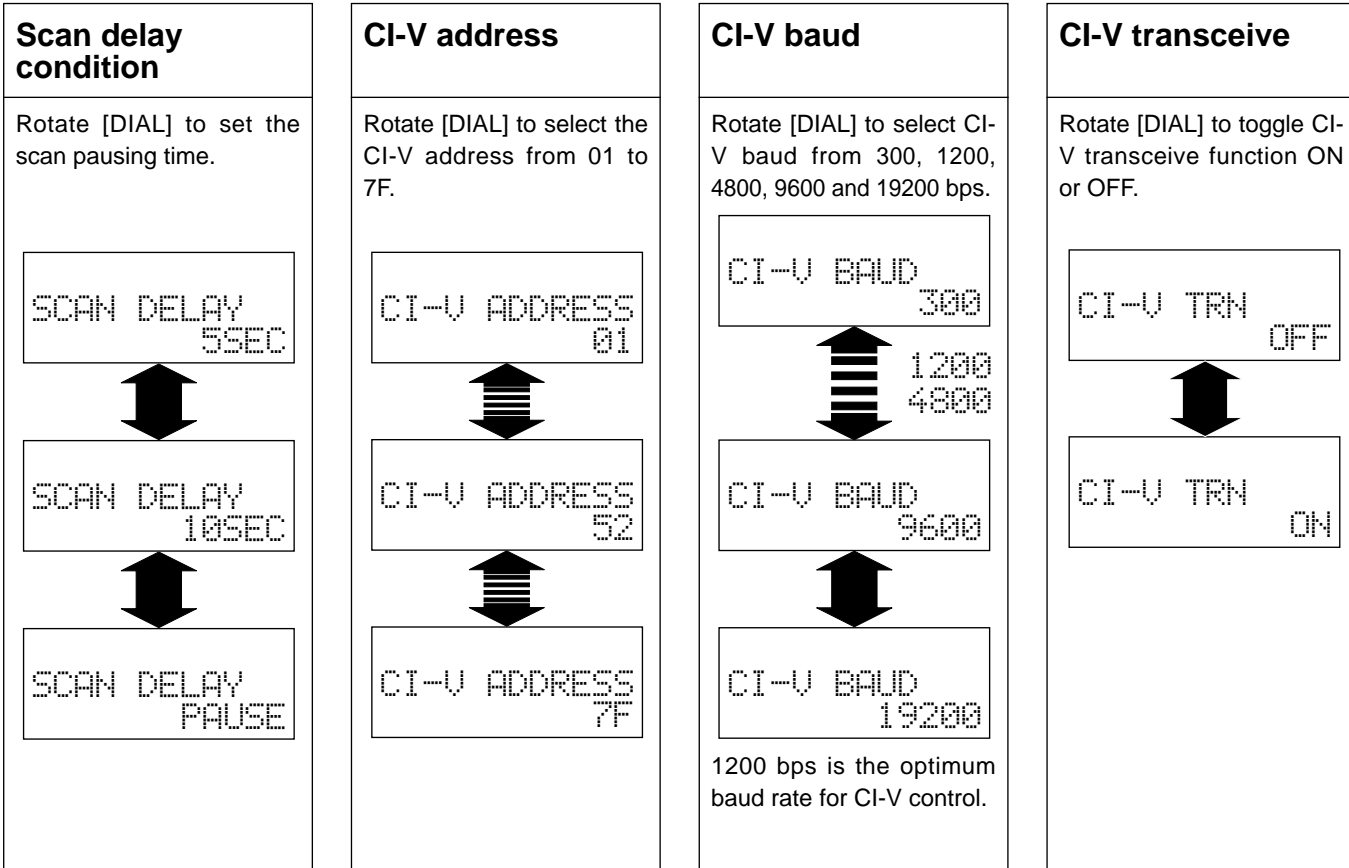 Scan delay
condition
Rotate [DIAL] to set the
scan pausing time.
SCAN DELAY
5SEC
SCAN DELAY
10SEC
SCAN DELAY
PAUSE
CI-V address
Rotate [DIAL] to select the
CI-V address from 01 to
7F.
CI-V ADDRESS
01
CI-V ADDRESS
52
CI-V ADDRESS
7F
CI-V baud
Rotate [DIAL] to select CI-
V baud from 300, 1200,
4800, 9600 and 19200 bps.
CI-V BAUD
300
1200
4800
CI-V BAUD
9600
CI-V BAUD
19200
1200 bps is the optimum
baud rate for CI-V control.
CI-V transceive
Rotate [DIAL] to toggle CI-
V transceive function ON
or OFF.
CI-V TRN
OFF
CI-V TRN
ON